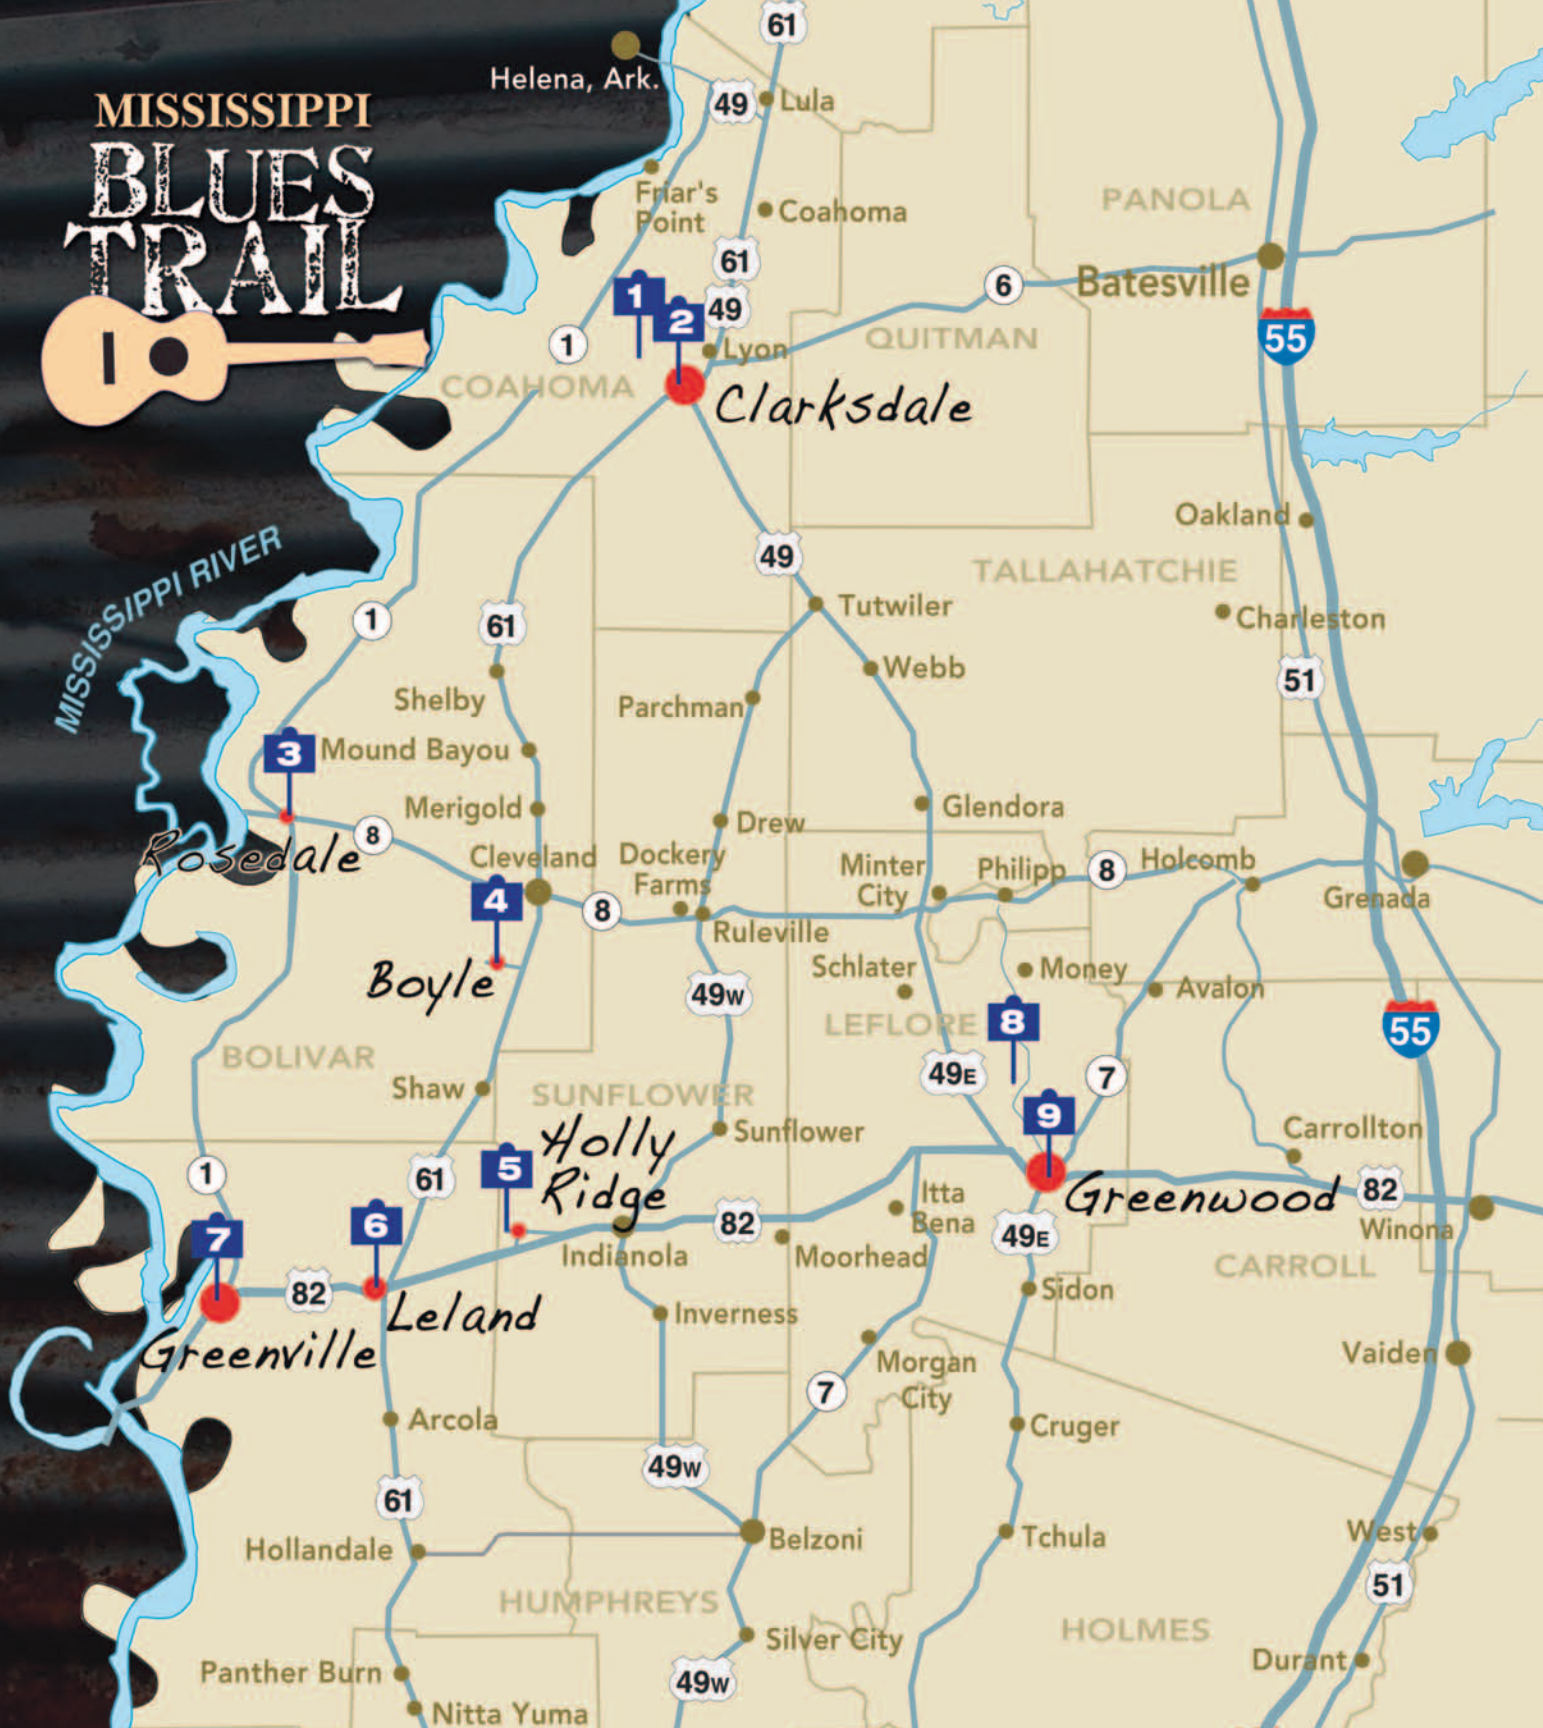 61
Helena, Ark.
49
Lula
MISSISSIPPI
BLUES
TRAIL
Friar's
Point
Coahoma
PANOLA
61
Batesville
6
1
49
2
1
Lyon
QUITMAN
55
COAHOMA
Clarksdale
Oakland
49
TALLAHATCHIE
MISSISSIPPI RIVER
Tutwiler
Charleston
1
61
Webb
51
Shelby
Parchman
3
Mound Bayou
Merigold
Glendora
Drew
8
Rosedale
Cleveland
Dockery
Farms
Minter
City
Philipp
8
Holcomb
Grenada
4
8
Ruleville
Schlater
Money
Avalon
Boyle
49W
LEFLORE
8
55
BOLIVAR
49E
7
Shaw
SUNFLOWER
9
Sunflower
Carrollton
Holly
Ridge
5
1
61
Greenwood
82
Itta
Bena
Winona
7
6
82
49E
Indianola
Moorhead
CARROLL
82
Sidon
Leland
Inverness
Greenville
Vaiden
Morgan
City
7
Arcola
Cruger
49W
61
West
Hollandale
Belzoni
Tchula
51
HUMPHREYS
HOLMES
Silver City
Durant
Panther Burn
49W
Nitta Yuma